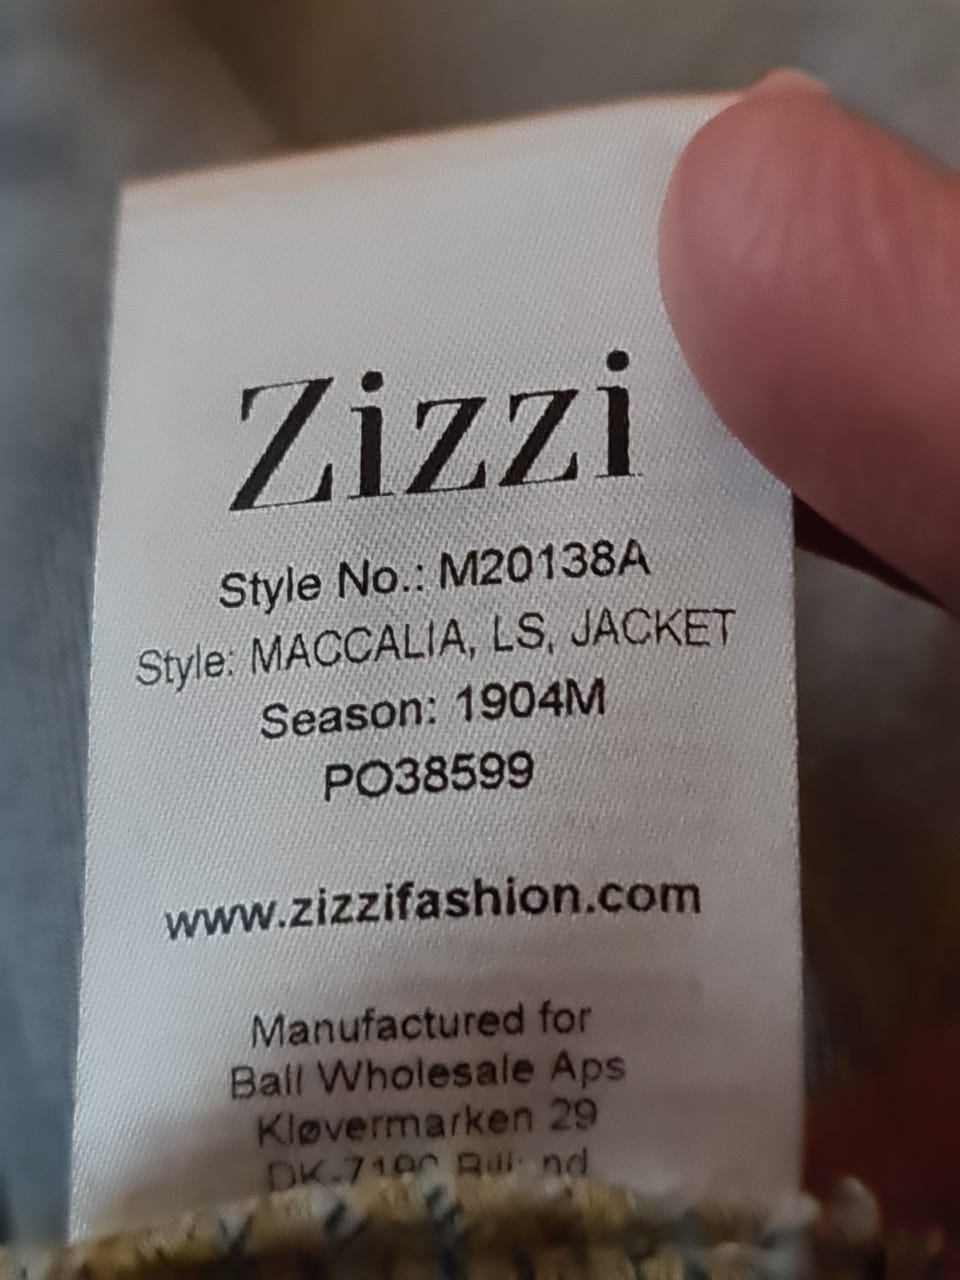 Zizzi
Style No.: M20138A
Style: MACCALIA, LS, JACKET
Season: 1904M
PO38599
www.zizzifashion.com
Manufactured for
Ball Wholesale Aps
Kløvermarken 29